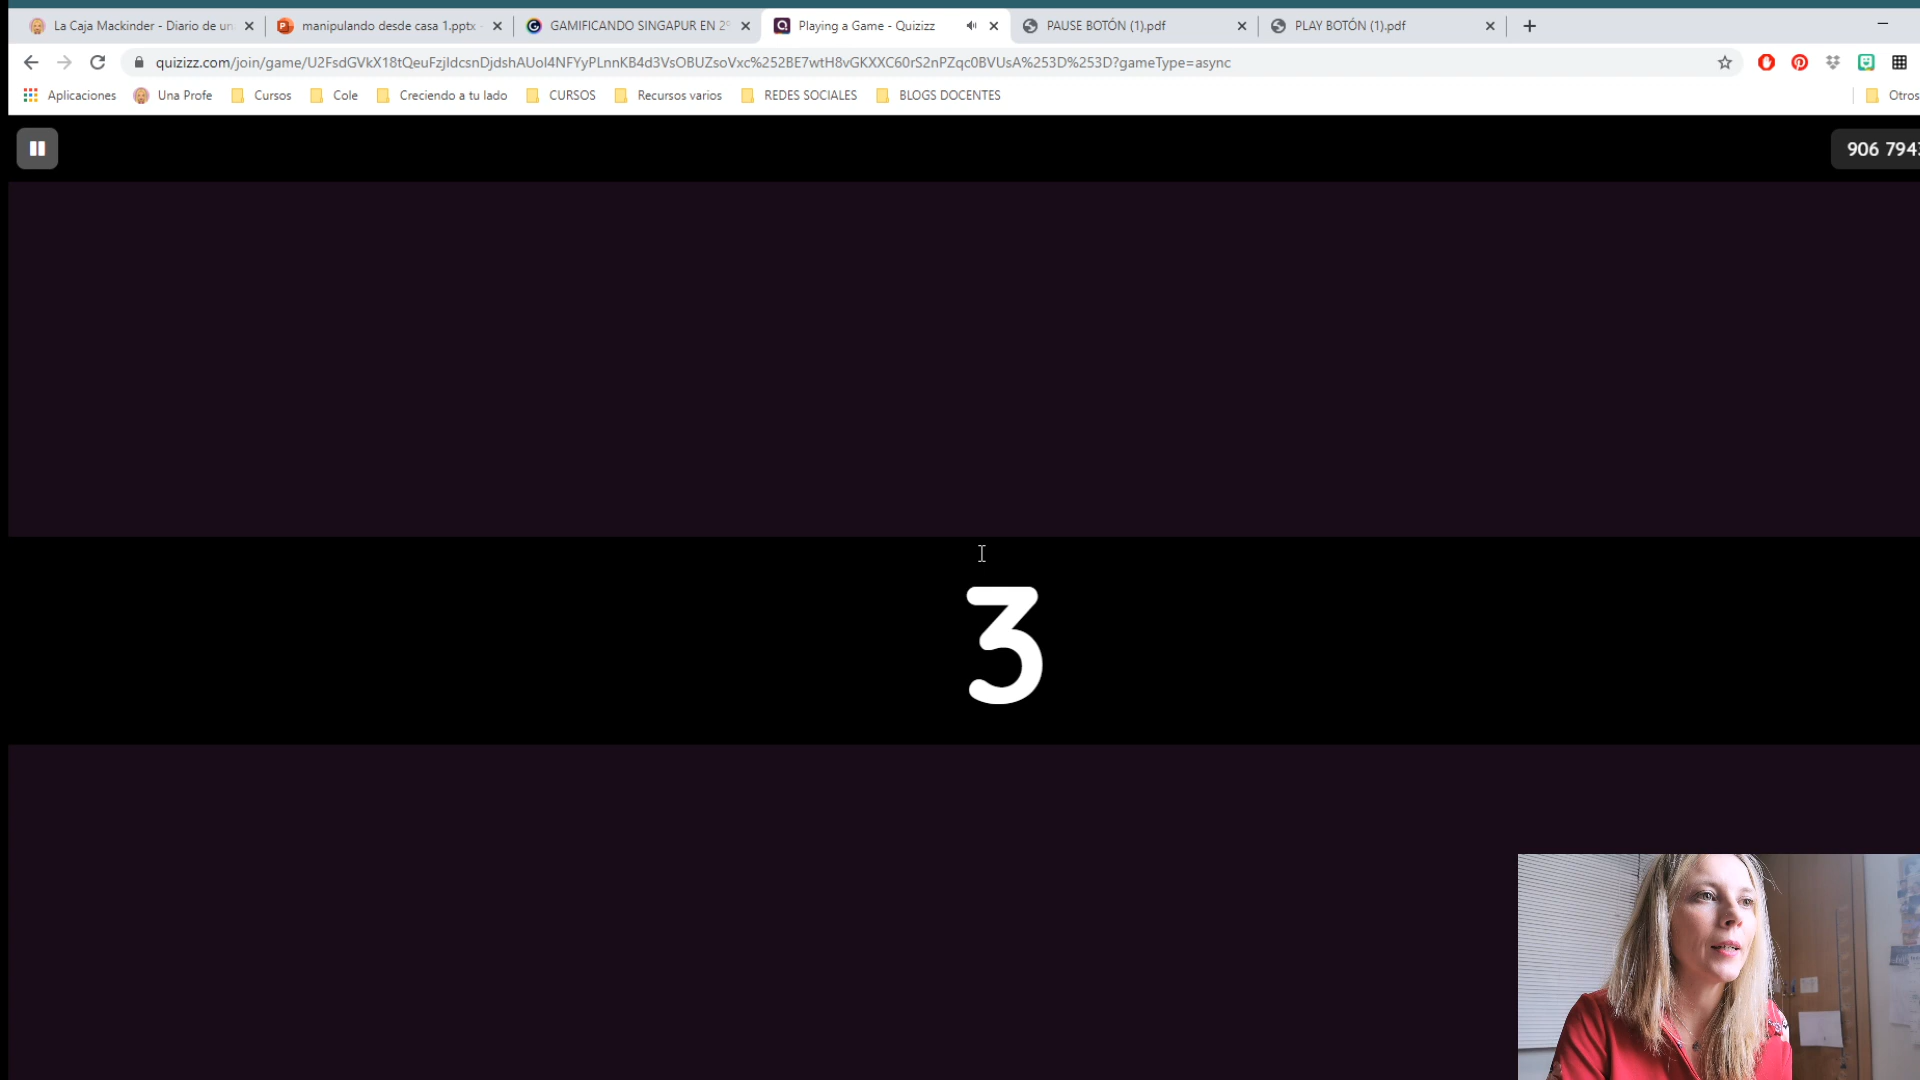 La Caja Mackinder - Diario de un
manipulando desde casa 1.pptx
GAMIFICANDO SINGAPUR EN 2º
Playing a Game - Quizizz
PAUSE BOTÓN (1).pdf
PLAY BOTÓN (1).pdf
quizizz.com/join/game/U2FsdGVkX18tQeuFzjIdcsnDjdshAUoI4NFYyPLnnKB4d3VsOBUZsoVxc%252BE7wtH8vGKXXC60rS2nPZqc0BVUsA%253D%253D?gameType=async
Aplicaciones
Una Profe
Cursos
Cole
Creciendo a tu lado
CURSOS
Recursos varios
REDES SOCIALES
BLOGS DOCENTES
Otros
906 794
3